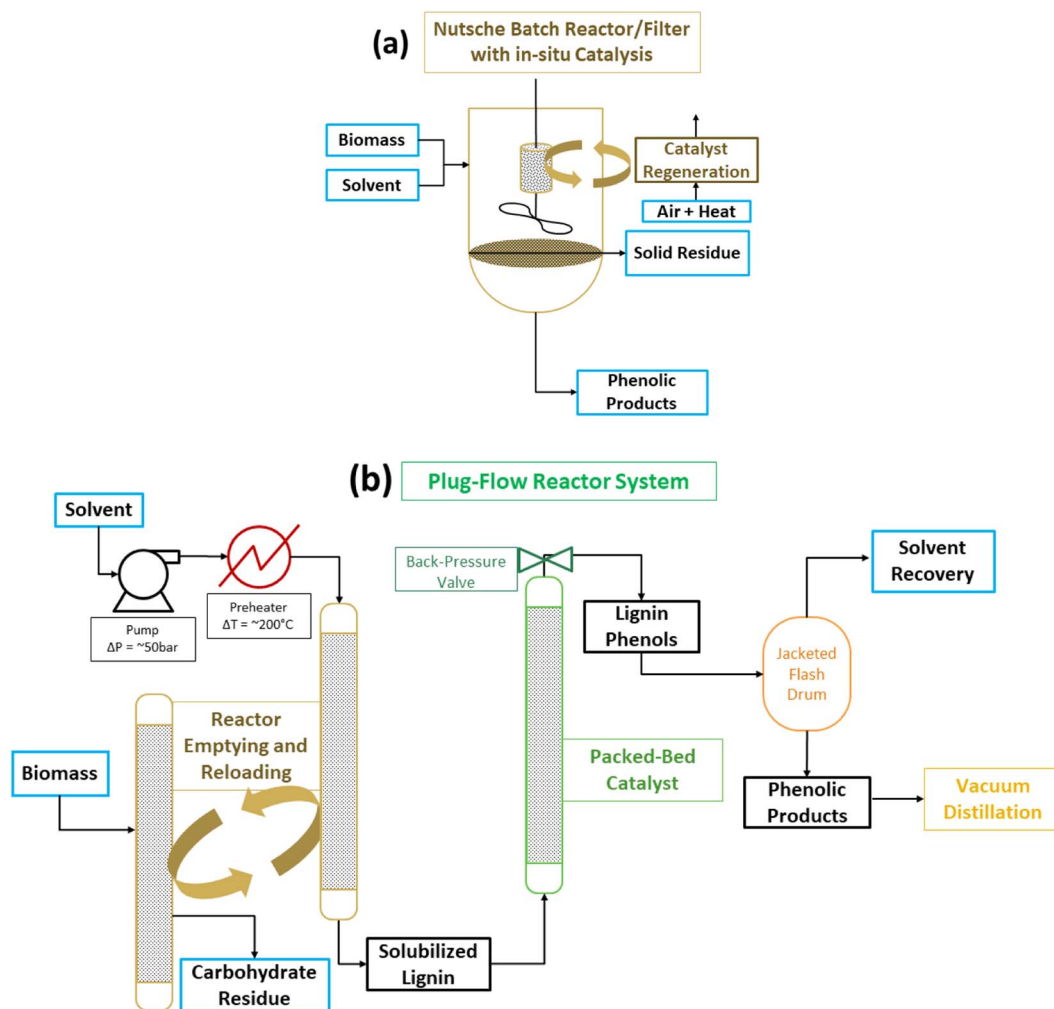 (a)
Nutsche Batch Reactor/Filter
with in-situ Catalysis
Biomass
Solvent
Catalyst
Regeneration
Air + Heat
Solid Residue
Phenolic
Products
(b)
Plug-Flow Reactor System
Solvent
Pump
ΔP = ~50bar
Preheater
ΔT = ~200°C
Back-Pressure
Valve
Lignin
Phenols
Solvent
Recovery
Jacketed
Flash
Drum
Reactor
Emptying and
Reloading
Biomass
Packed-Bed
Catalyst
Phenolic
Products
Vacuum
Distillation
Solubilized
Lignin
Carbohydrate
Residue